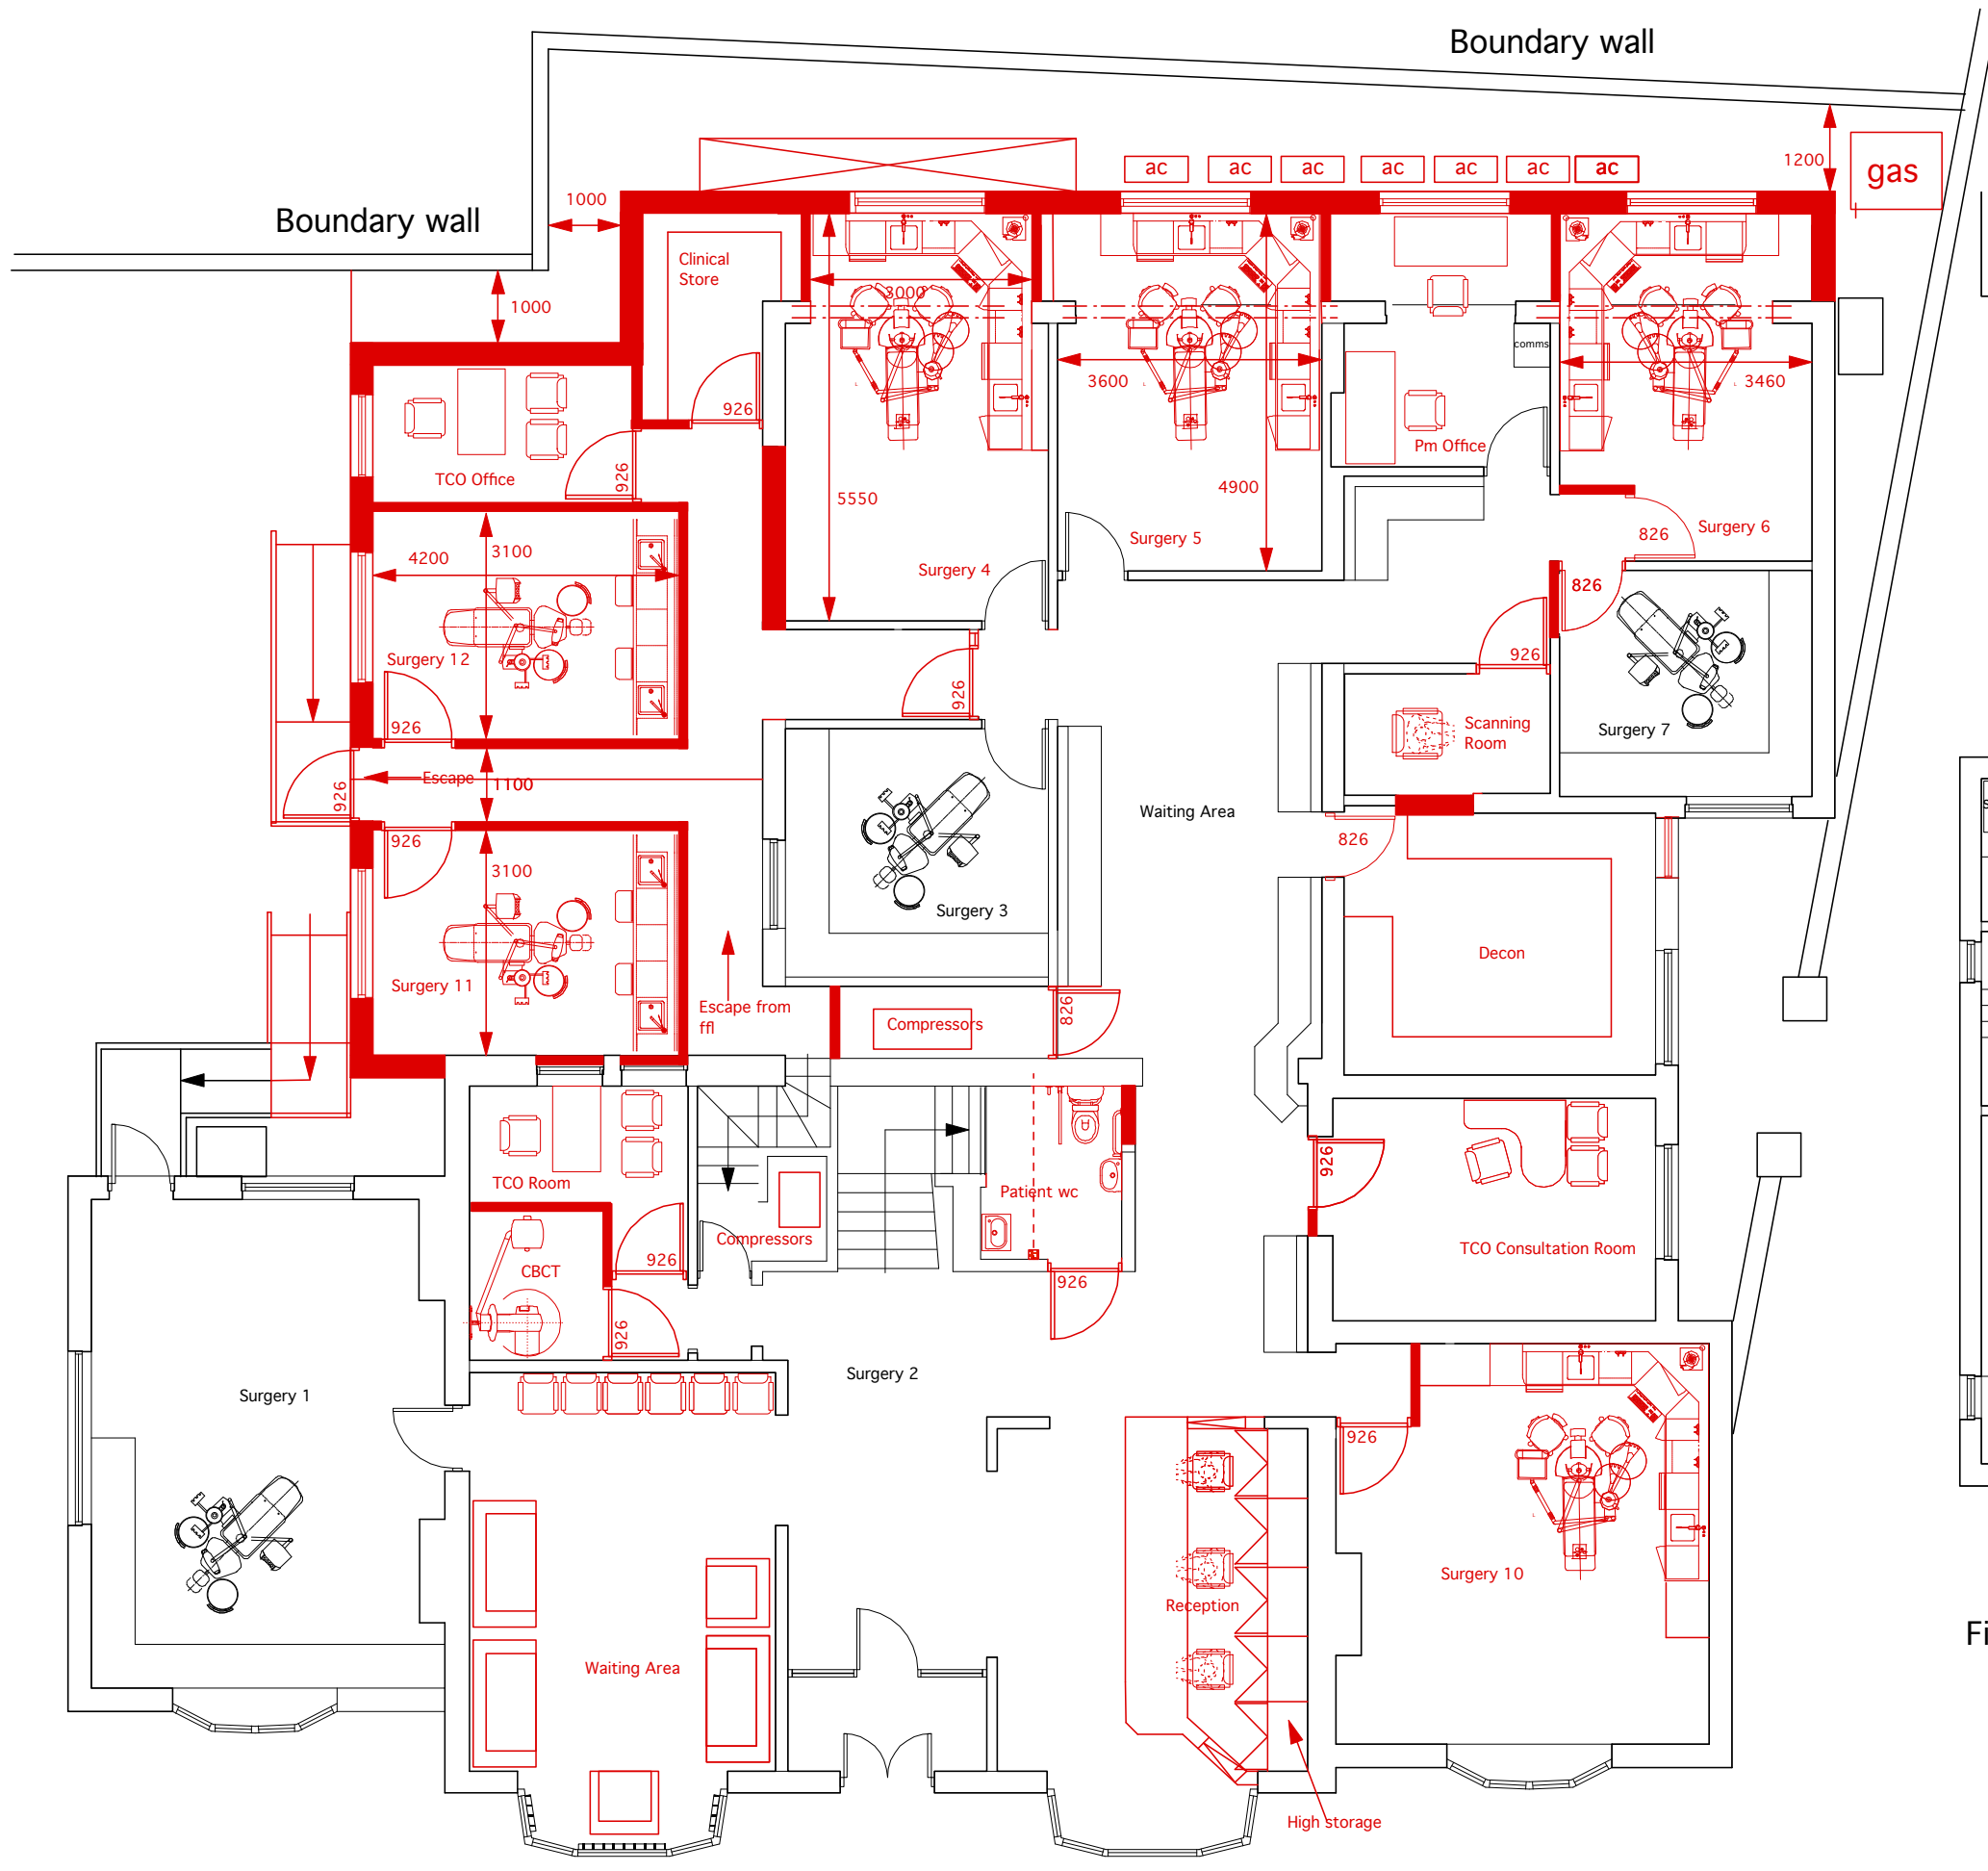 Boundary wall
Boundary wall
1200
gas
ac
ac
ac
ac
ac
ac
ac
1000
1000
Clinical
Store
926
3000
5550
Surgery 4
3600
4900
Surgery 5
comms
Pm Office
3460
Surgery 6
826
826
TCO Office
926
4200
3100
Surgery 12
926
926
Escape
1100
926
3100
Surgery 11
926
926
Scanning
Room
Surgery 7
Waiting Area
826
Surgery 3
Decon
Escape from
ffl
Compressors
826
TCO Room
926
Compressors
Patient wc
926
926
TCO Consultation Room
CBCT
926
Surgery 1
Surgery 2
926
Surgery 10
Reception
Waiting Area
High storage
Fi